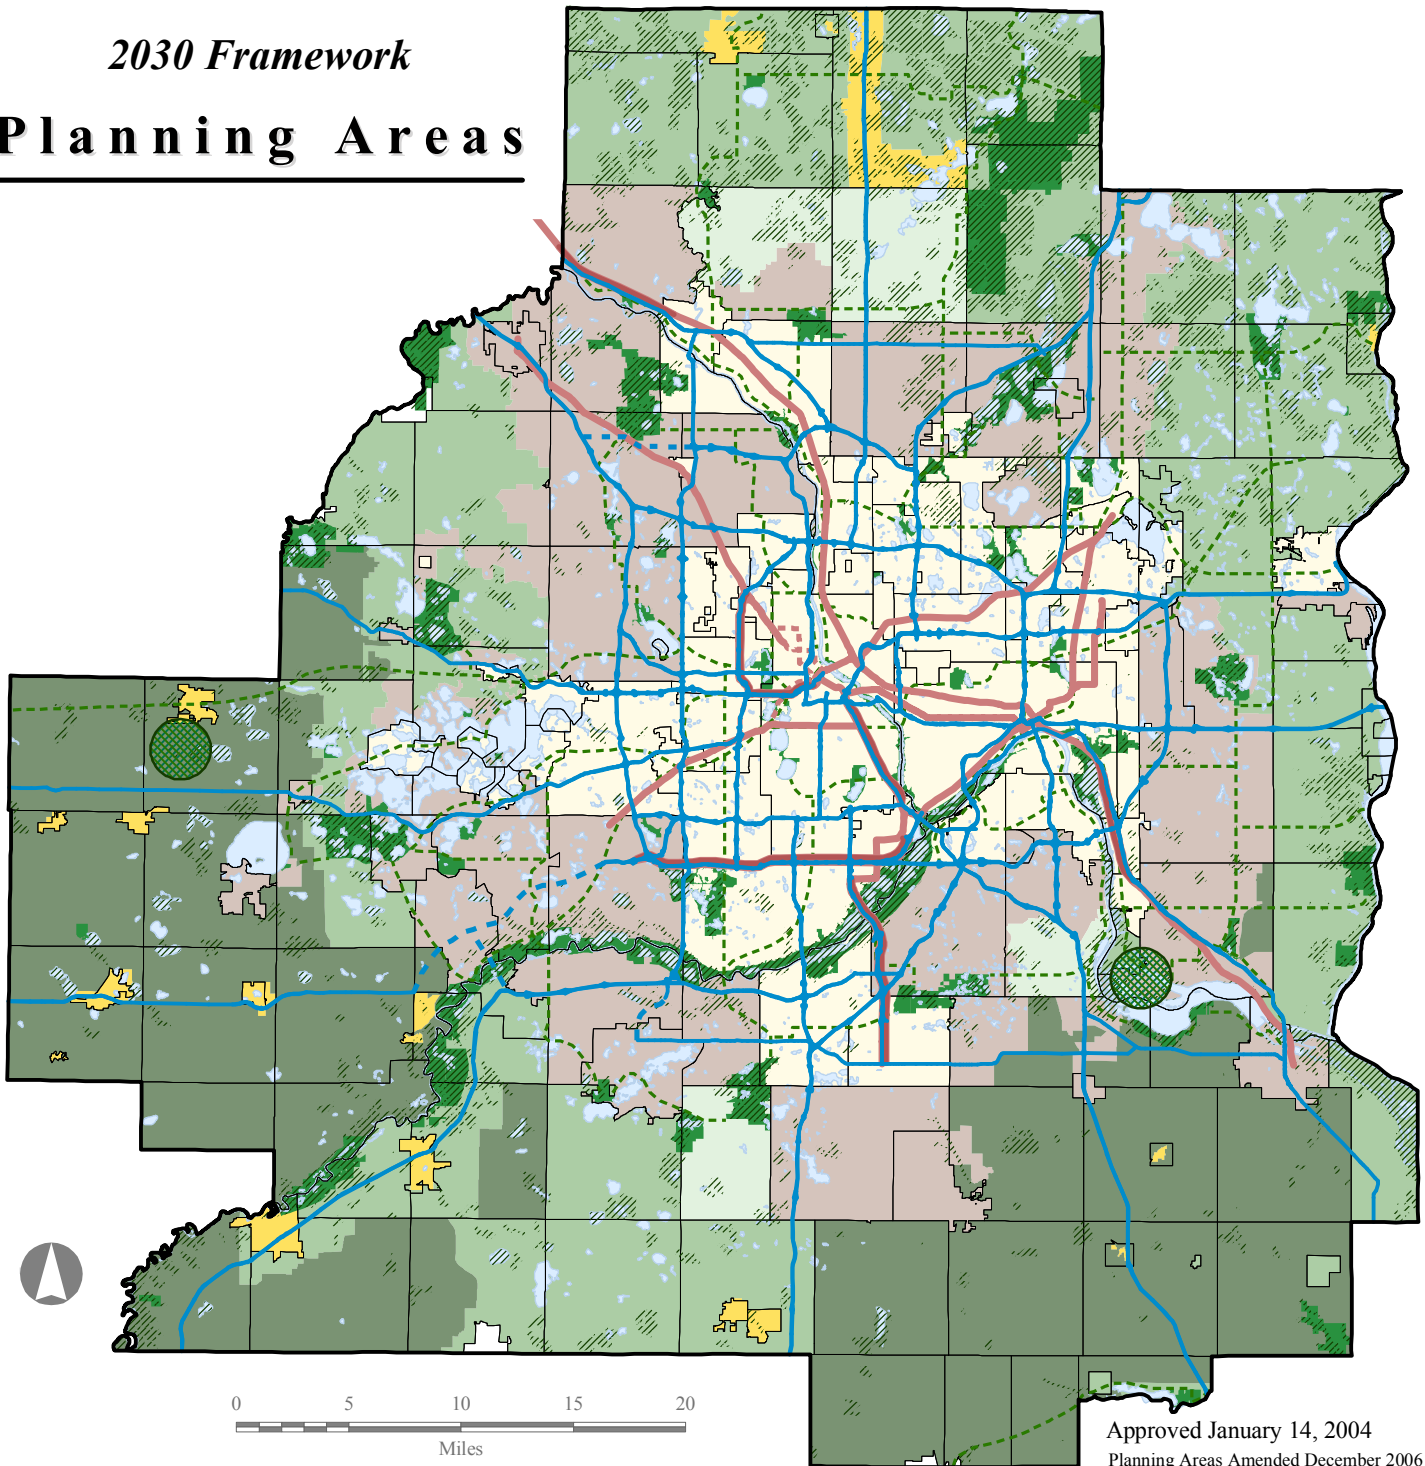 2030 Framework
Planning Areas
0 5 10 15 20
Miles
Approved January 14, 2004
Planning Areas Amended December 2006